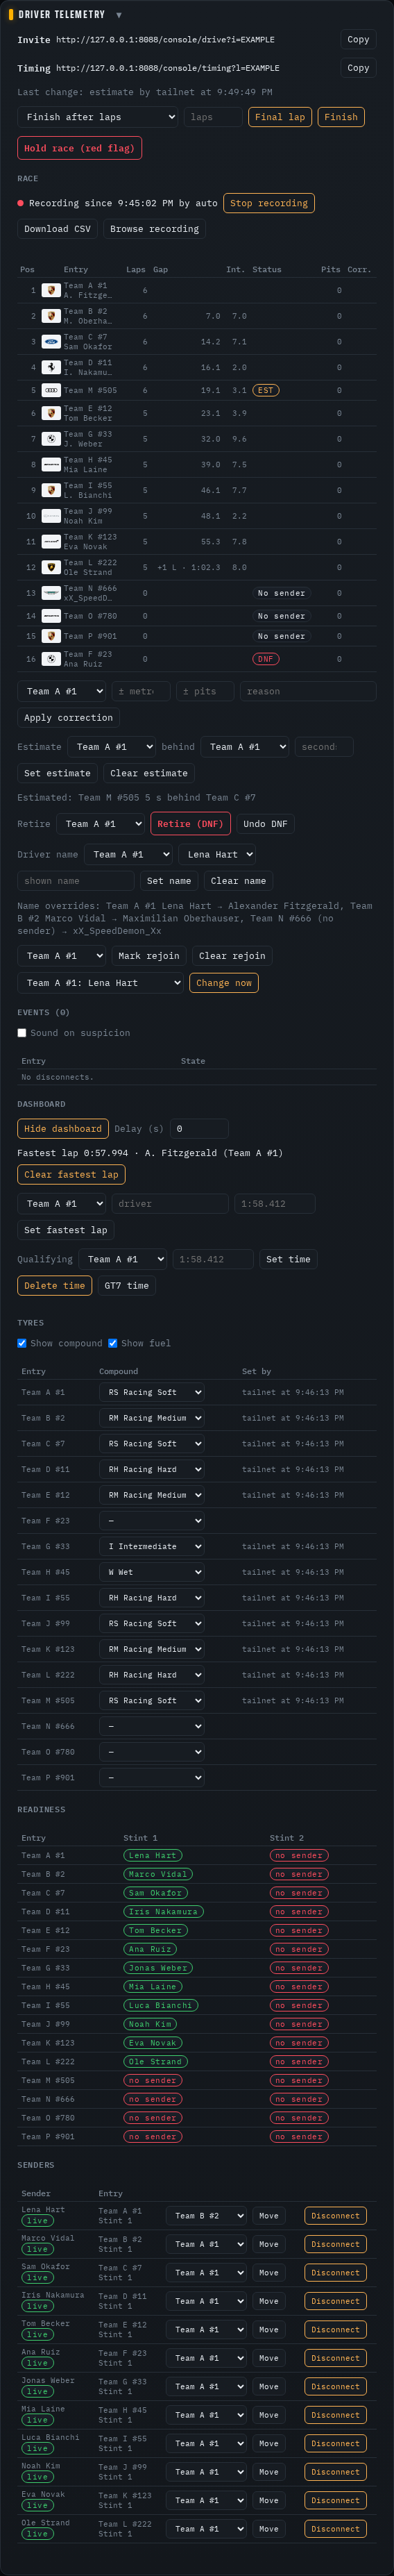 DRIVER TELEMETRY ▼
Invite http://127.0.0.1:8088/console/drive?i=EXAMPLE Copy
Timing http://127.0.0.1:8088/console/timing?l=EXAMPLE Copy
Last change: estimate by tailnet at 9:49:49 PM
Finish after laps laps Final lap Finish
Hold race (red flag)
RACE
Recording since 9:45:02 PM by auto Stop recording
Download CSV Browse recording
Pos Entry Laps Gap Int. Status Pits Corr.
1 Team A #1 6 0
A. Fitzge…
2 Team B #2 6 7.0 7.0 0
M. Oberha…
3 Team C #7 6 14.2 7.1 0
Sam Okafor
4 Team D #11 6 16.1 2.0 0
I. Nakamu…
5 Team M #505 6 19.1 3.1 EST 0
6 Team E #12 5 23.1 3.9 0
Tom Becker
7 Team G #33 5 32.0 9.6 0
J. Weber
8 Team H #45 5 39.0 7.5 0
Mia Laine
9 Team I #55 5 46.1 7.7 0
L. Bianchi
10 Team J #99 5 48.1 2.2 0
Noah Kim
11 Team K #123 5 55.3 7.8 0
Eva Novak
12 Team L #222 5 +1 L · 1:02.3 8.0 0
Ole Strand
13 Team N #666 0 No sender 0
xX_SpeedD…
14 Team O #780 0 No sender 0
15 Team P #901 0 No sender 0
16 Team F #23 0 DNF 0
Ana Ruiz
Team A #1 ± metr ± pits reason
Apply correction
Estimate Team A #1 behind Team A #1 second
Set estimate Clear estimate
Estimated: Team M #505 5 s behind Team C #7
Retire Team A #1 Retire (DNF) Undo DNF
Driver name Team A #1 Lena Hart
shown name Set name Clear name
Name overrides: Team A #1 Lena Hart → Alexander Fitzgerald, Team
B #2 Marco Vidal → Maximilian Oberhauser, Team N #666 (no
sender) → xX_SpeedDemon_Xx
Team A #1 Mark rejoin Clear rejoin
Team A #1: Lena Hart Change now
EVENTS (0)
Sound on suspicion
Entry State
No disconnects.
DASHBOARD
Hide dashboard Delay (s) 0
Fastest lap 0:57.994 · A. Fitzgerald (Team A #1)
Clear fastest lap
Team A #1 driver 1:58.412
Set fastest lap
Qualifying Team A #1 1:58.412 Set time
Delete time GT7 time
TYRES
Show compound Show fuel
Entry Compound Set by
Team A #1 RS Racing Soft tailnet at 9:46:13 PM
Team B #2 RM Racing Medium tailnet at 9:46:13 PM
Team C #7 RS Racing Soft tailnet at 9:46:13 PM
Team D #11 RH Racing Hard tailnet at 9:46:13 PM
Team E #12 RM Racing Medium tailnet at 9:46:13 PM
Team F #23 —
Team G #33 I Intermediate tailnet at 9:46:13 PM
Team H #45 W Wet tailnet at 9:46:13 PM
Team I #55 RH Racing Hard tailnet at 9:46:13 PM
Team J #99 RS Racing Soft tailnet at 9:46:13 PM
Team K #123 RM Racing Medium tailnet at 9:46:13 PM
Team L #222 RH Racing Hard tailnet at 9:46:13 PM
Team M #505 RS Racing Soft tailnet at 9:46:13 PM
Team N #666 —
Team O #780 —
Team P #901 —
READINESS
Entry Stint 1 Stint 2
Team A #1 Lena Hart no sender
Team B #2 Marco Vidal no sender
Team C #7 Sam Okafor no sender
Team D #11 Iris Nakamura no sender
Team E #12 Tom Becker no sender
Team F #23 Ana Ruiz no sender
Team G #33 Jonas Weber no sender
Team H #45 Mia Laine no sender
Team I #55 Luca Bianchi no sender
Team J #99 Noah Kim no sender
Team K #123 Eva Novak no sender
Team L #222 Ole Strand no sender
Team M #505 no sender no sender
Team N #666 no sender no sender
Team O #780 no sender no sender
Team P #901 no sender no sender
SENDERS
Sender Entry
Lena Hart Team A #1 Team B #2 Move Disconnect
live Stint 1
Marco Vidal Team B #2 Team A #1 Move Disconnect
live Stint 1
Sam Okafor Team C #7 Team A #1 Move Disconnect
live Stint 1
Iris Nakamura Team D #11 Team A #1 Move Disconnect
live Stint 1
Tom Becker Team E #12 Team A #1 Move Disconnect
live Stint 1
Ana Ruiz Team F #23 Team A #1 Move Disconnect
live Stint 1
Jonas Weber Team G #33 Team A #1 Move Disconnect
live Stint 1
Mia Laine Team H #45 Team A #1 Move Disconnect
live Stint 1
Luca Bianchi Team I #55 Team A #1 Move Disconnect
live Stint 1
Noah Kim Team J #99 Team A #1 Move Disconnect
live Stint 1
Eva Novak Team K #123 Team A #1 Move Disconnect
live Stint 1
Ole Strand Team L #222 Team A #1 Move Disconnect
live Stint 1